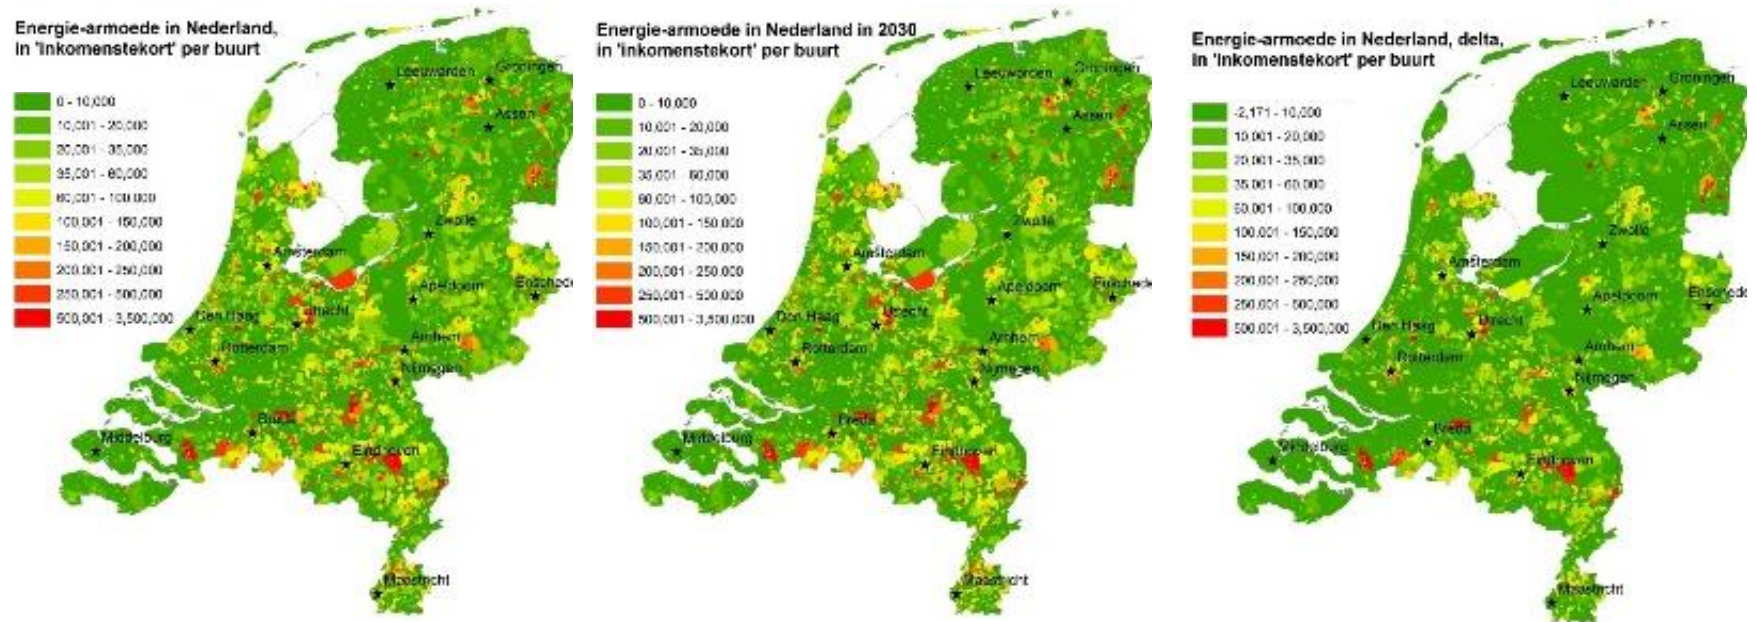 Energie-armoede in Nederland,
in 'inkomenstekort' per buurt
0 - 10,000
10,001 - 20,000
20,001 - 35,000
35,001 - 60,000
60,001 - 100,000
100,001 - 150,000
150,001 - 200,000
200,001 - 250,000
250,001 - 500,000
500,001 - 3,500,000
Leeuwarden
Groningen
Assen
Zwolle
Amsterdam
Apeldoorn
Enschede
Den Haag
Utrecht
Rotterdam
Arnhem
Nijmegen
Breda
Middelburg
Eindhoven
Maastricht
Energie-armoede in Nederland in 2030
in 'inkomenstekort' per buurt
0 - 10,000
10,001 - 20,000
20,001 - 35,000
35,001 - 60,000
60,001 - 100,000
100,001 - 150,000
150,001 - 200,000
200,001 - 250,000
250,001 - 500,000
500,001 - 3,500,000
Leeuwarden
Groningen
Assen
Zwolle
Amsterdam
Apeldoorn
Enschede
Den Haag
Utrecht
Rotterdam
Arnhem
Nijmegen
Breda
Middelburg
Eindhoven
Maastricht
Energie-armoede in Nederland, delta,
in 'inkomenstekort' per buurt
-2,171 - 10,000
10,001 - 20,000
20,001 - 35,000
35,001 - 60,000
60,001 - 100,000
100,001 - 150,000
150,001 - 200,000
200,001 - 250,000
250,001 - 500,000
500,001 - 3,500,000
Leeuwarden
Groningen
Assen
Zwolle
Amsterdam
Apeldoorn
Enschede
Den Haag
Utrecht
Rotterdam
Arnhem
Nijmegen
Breda
Middelburg
Eindhoven
Maastricht